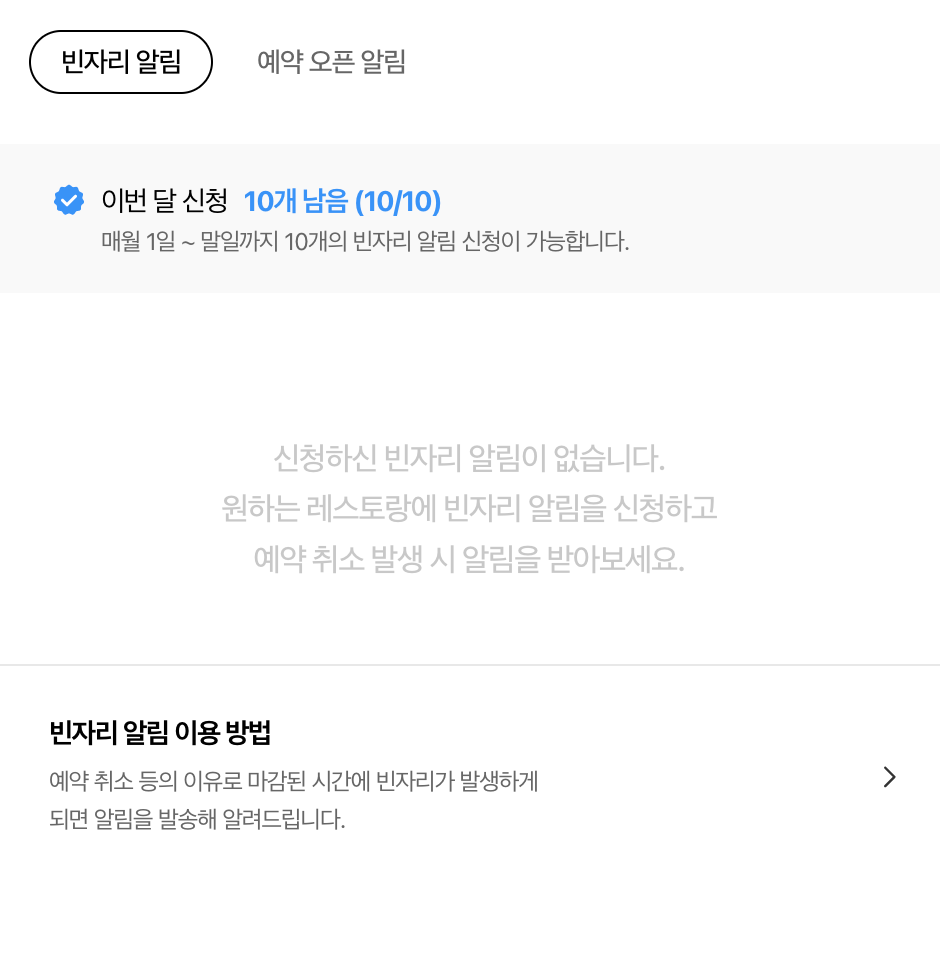 빈자리 알림 예약 오픈 알림
이번 달 신청 10개 남음 (10/10)
매월 1일 ~ 말일까지 10개의 빈자리 알림 신청이 가능합니다.
신청하신 빈자리 알림이 없습니다.
원하는 레스토랑에 빈자리 알림을 신청하고
예약 취소 발생 시 알림을 받아보세요.
빈자리 알림 이용 방법
예약 취소 등의 이유로 마감된 시간에 빈자리가 발생하게
되면 알림을 발송해 알려드립니다.